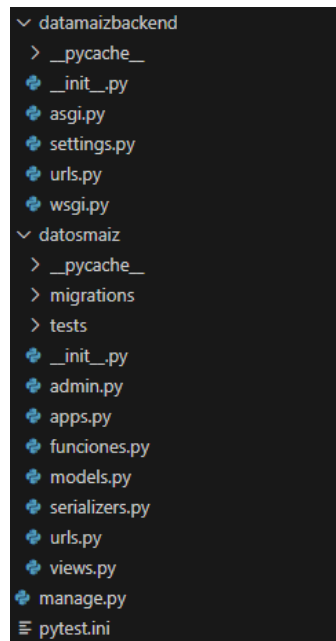 datamaizbackend
__pycache__
__init__.py
asgi.py
settings.py
urls.py
wsgi.py
datosmaiz
__pycache__
migrations
tests
__init__.py
admin.py
apps.py
funciones.py
models.py
serializers.py
urls.py
views.py
manage.py
pytest.ini